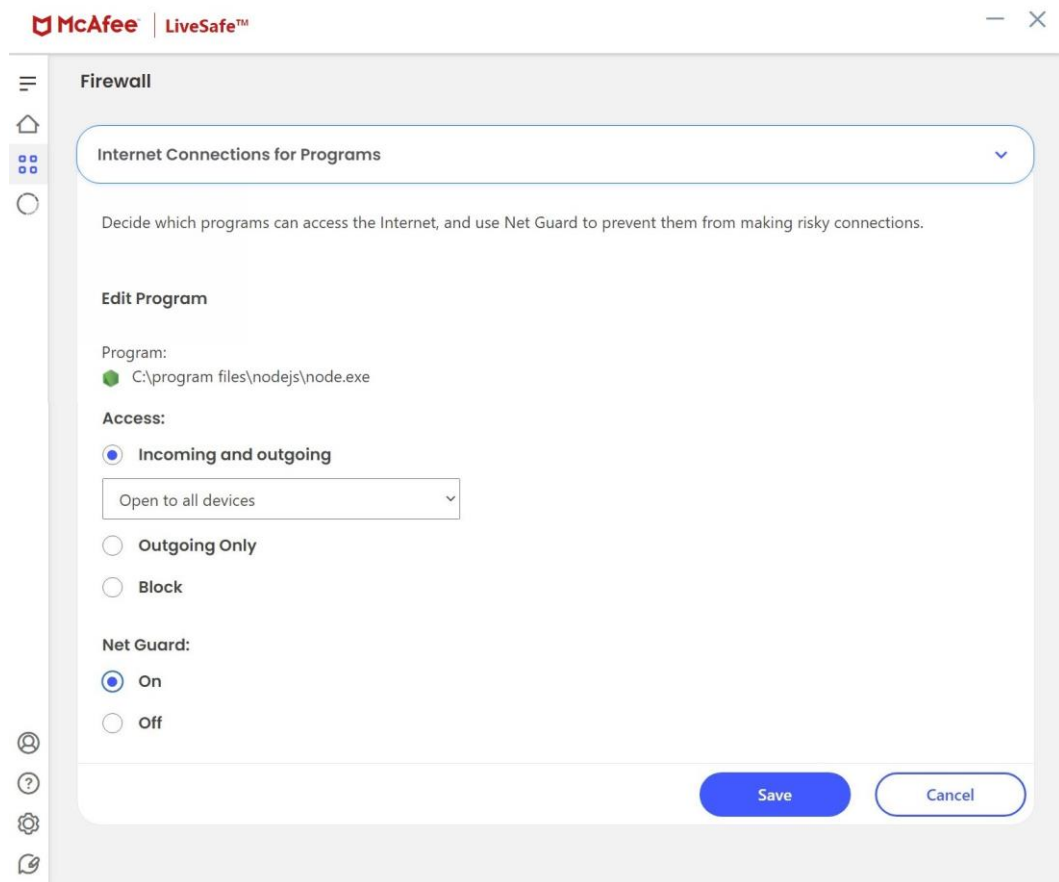 McAfee | LiveSafe™
Firewall
Internet Connections for Programs
Decide which programs can access the Internet, and use Net Guard to prevent them from making risky connections.
Edit Program
Program:
C:\program files\nodejs\node.exe
Access:
Incoming and outgoing
Open to all devices
Outgoing Only
Block
Net Guard:
On
Off
Save
Cancel